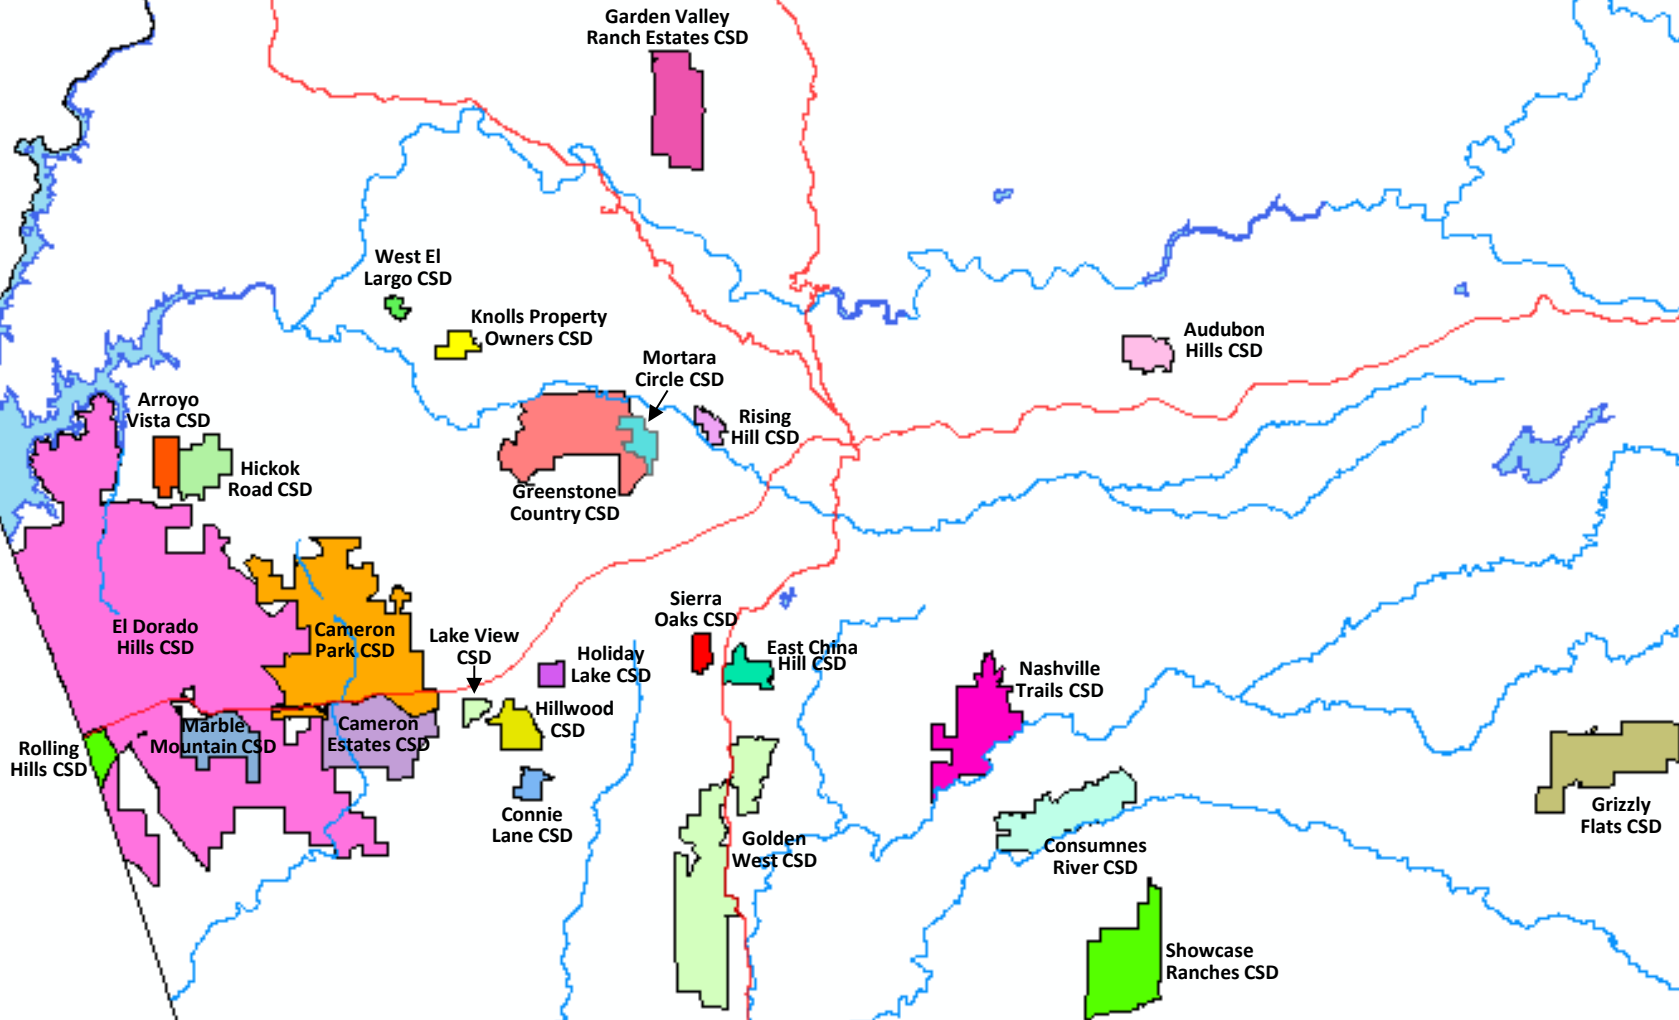 Garden Valley
Ranch Estates CSD
West El
Largo CSD
Knolls Property
Owners CSD
Mortara
Circle CSD
Audubon
Hills CSD
Arroyo
Vista CSD
Rising
Hill CSD
Hickok
Road CSD
Greenstone
Country CSD
Sierra
Oaks CSD
El Dorado
Hills CSD
Cameron
Park CSD
Lake View
CSD
Holiday
Lake CSD
East China
Hill CSD
Nashville
Trails CSD
Hillwood
CSD
Marble
Mountain CSD
Cameron
Estates CSD
Rolling
Hills CSD
Connie
Lane CSD
Golden
West CSD
Consumnes
River CSD
Grizzly
Flats CSD
Showcase
Ranches CSD